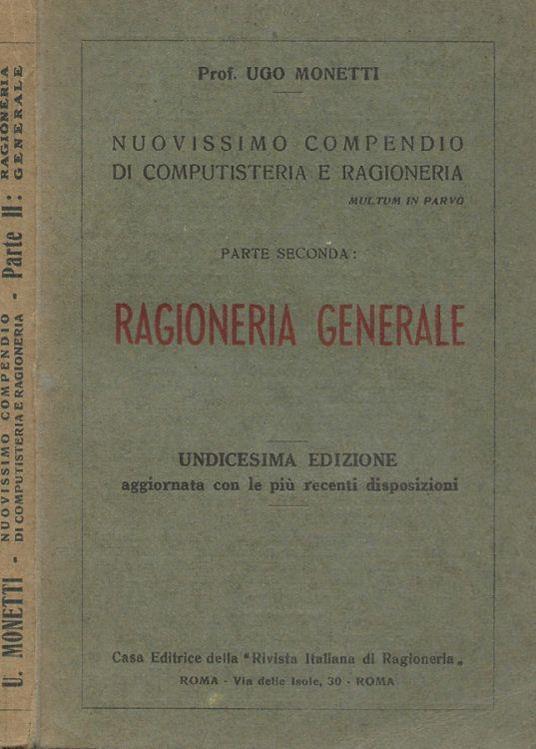 Prof. UGO MONETTI
NUOVISSIMO COMPENDIO
DI COMPUTISTERIA E RAGIONERIA
MULTUM IN PARVO
PARTE SECONDA:
RAGIONERIA GENERALE
UNDICESIMA EDIZIONE
aggiornata con le più recenti disposizioni
Casa Editrice della "Rivista Italiana di Ragioneria„
ROMA - Via delle Isole, 30 - ROMA
U. MONETTI - NUOVISSIMO COMPENDIO
DI COMPUTISTERIA E RAGIONERIA - Parte II: RAGIONERIA
GENERALE